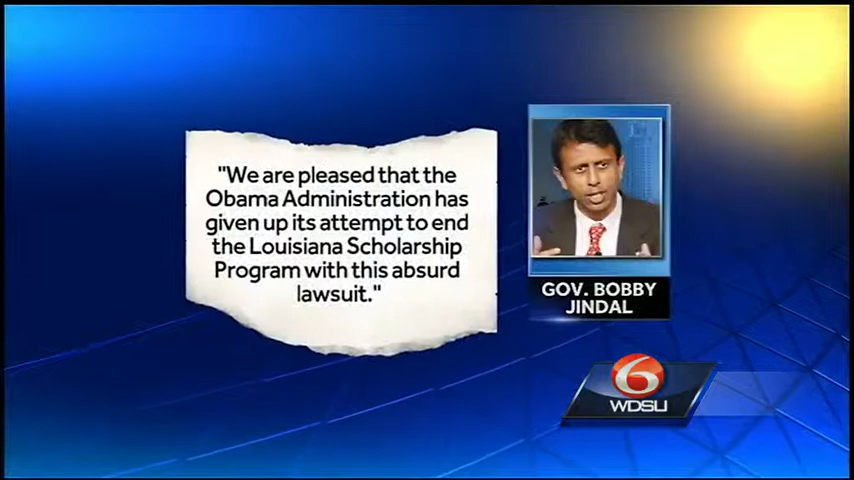 "We are pleased that the
Obama Administration has
given up its attempt to end
the Louisiana Scholarship
Program with this absurd
lawsuit."
GOV. BOBBY
JINDAL
6
WDSU